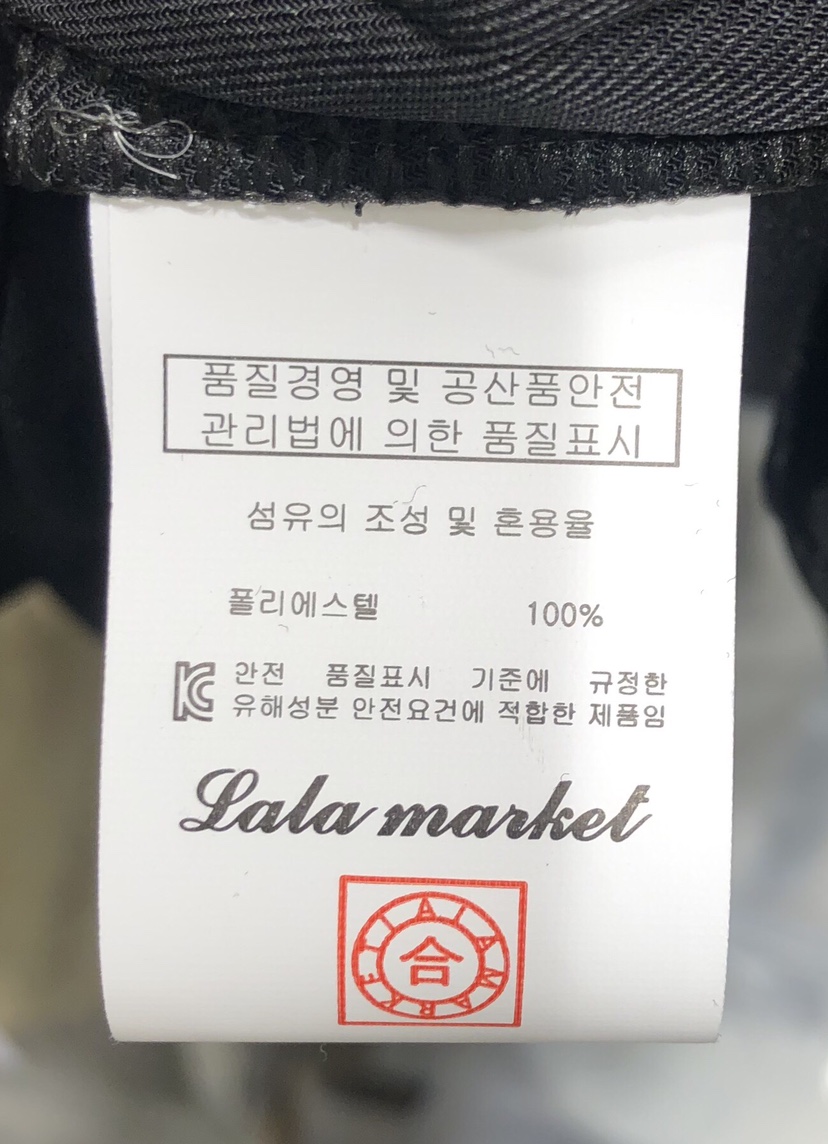 품질경영 및 공산품안전
관리법에 의한 품질표시
섬유의 조성 및 혼용율
폴리에스텔 100%
KC 안전 품질표시 기준에 규정한
유해성분 안전요건에 적합한 제품임
Lala market
LALAMARKET
合